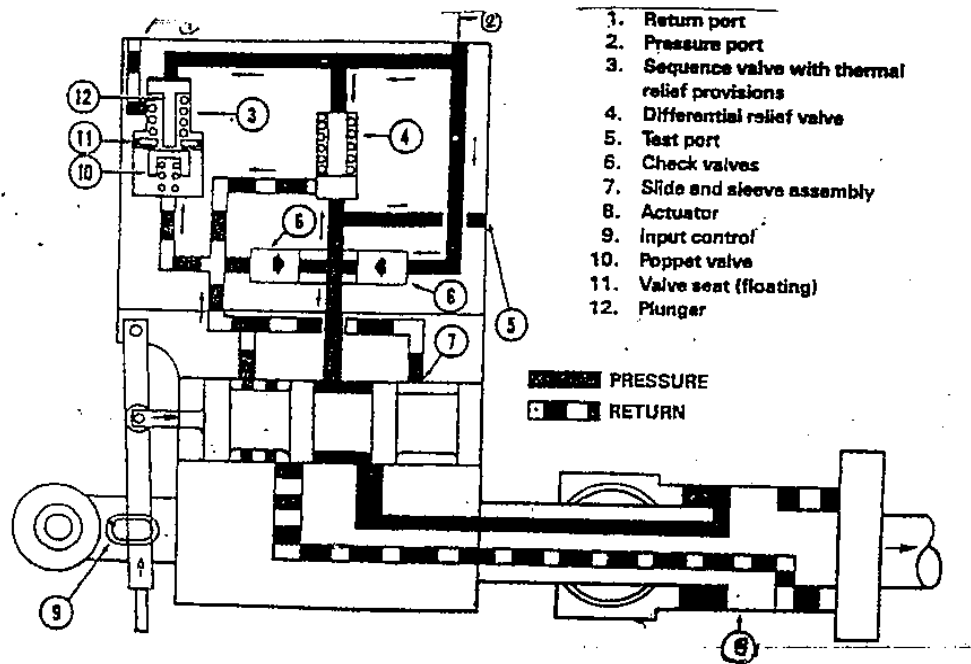 1. Return port
2. Pressure port
3. Sequence valve with thermal
relief provisions
4. Differential relief valve
5. Test port
6. Check valves
7. Slide and sleeve assembly
8. Actuator
9. Input control
10. Poppet valve
11. Valve seat (floating)
12. Plunger
PRESSURE
RETURN
2
12
3
11
4
10
6
6
5
7
9